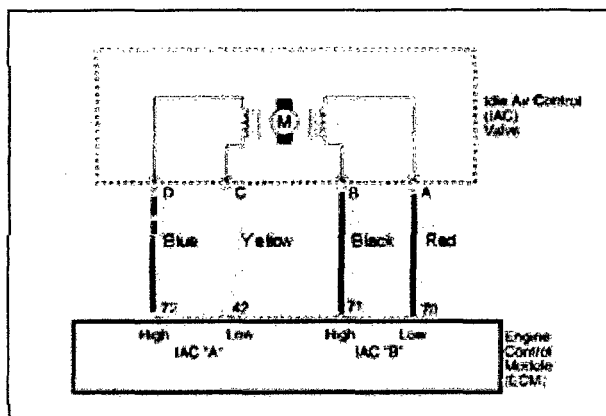 Idle Air Control
(IAC)
Valve
M
D C B A
Blue Yellow Black Red
72 42 71 70
High Low High Low
IAC "A" IAC "B"
Engine
Control
Module
(ECM)